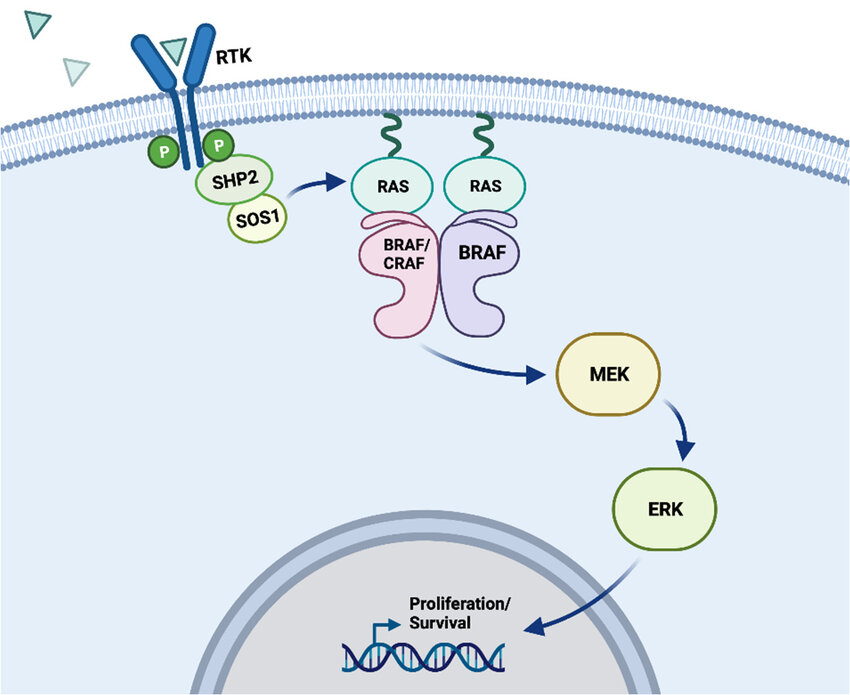 RTK
P
P
SHP2
SOS1
RAS
RAS
BRAF/
CRAF
BRAF
MEK
ERK
Proliferation/
Survival